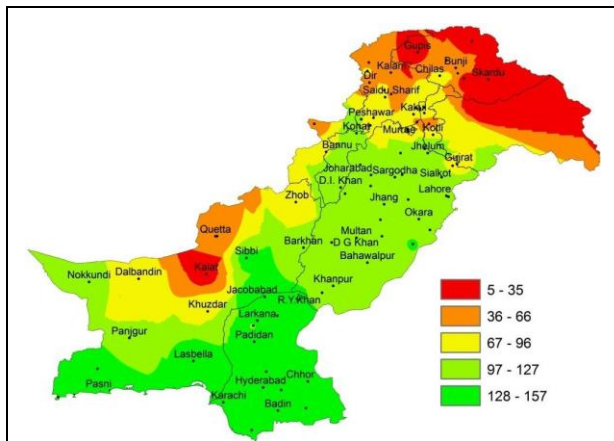 Gupis
Kalam
Bunji
Chilas
Dir
Skardu
Saidu Sharif
Kakul
Peshawar
Kohat
Murree
Kotli
Jhelum
Bannu
Gujrat
Joharabad
Sargodha
Sialkot
D.I. Khan
Zhob
Jhang
Lahore
Okara
Quetta
Multan
Barkhan
D G Khan
Sibbi
Bahawalpur
Kalat
Dalbandin
Nokkundi
Khanpur
Jacobabad
R.Y.Khan
Khuzdar
Larkana
Panjgur
Padidan
Lasbella
Pasni
Hyderabad
Chhor
Karachi
Badin
5 - 35
36 - 66
67 - 96
97 - 127
128 - 157